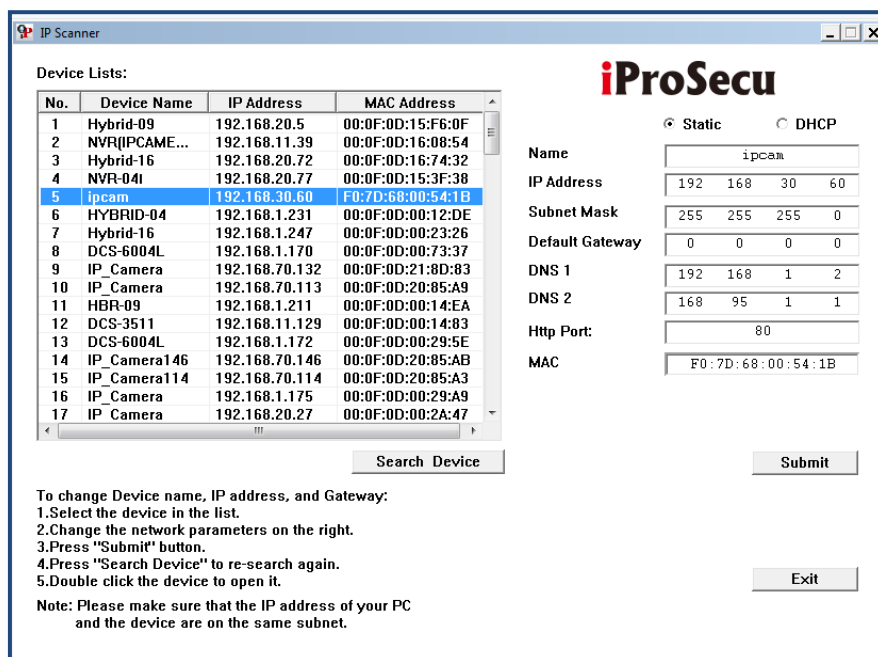 IP Scanner
Device Lists:
iProSecu
No. Device Name IP Address MAC Address
1 Hybrid-09 192.168.20.5 00:0F:0D:15:F6:0F
2 NVR(IPCAME... 192.168.11.39 00:0F:0D:16:08:54
3 Hybrid-16 192.168.20.72 00:0F:0D:16:74:32
4 NVR-04I 192.168.20.77 00:0F:0D:15:3F:38
5 ipcam 192.168.30.60 F0:7D:68:00:54:1B
6 HYBRID-04 192.168.1.231 00:0F:0D:00:12:DE
7 Hybrid-16 192.168.1.247 00:0F:0D:00:23:26
8 DCS-6004L 192.168.1.170 00:0F:0D:00:73:37
9 IP_Camera 192.168.70.132 00:0F:0D:21:8D:83
10 IP_Camera 192.168.70.113 00:0F:0D:20:85:A9
11 HBR-09 192.168.1.211 00:0F:0D:00:14:EA
12 DCS-3511 192.168.11.129 00:0F:0D:00:14:83
13 DCS-6004L 192.168.1.172 00:0F:0D:00:29:5E
14 IP_Camera146 192.168.70.146 00:0F:0D:20:85:AB
15 IP_Camera114 192.168.70.114 00:0F:0D:20:85:A3
16 IP_Camera 192.168.1.175 00:0F:0D:00:29:A9
17 IP_Camera 192.168.20.27 00:0F:0D:00:2A:47
Search Device
Static DHCP
Name ipcam
IP Address 192 168 30 60
Subnet Mask 255 255 255 0
Default Gateway 0 0 0 0
DNS 1 192 168 1 2
DNS 2 168 95 1 1
Http Port: 80
MAC F0:7D:68:00:54:1B
Submit
To change Device name, IP address, and Gateway:
1.Select the device in the list.
2.Change the network parameters on the right.
3.Press "Submit" button.
4.Press "Search Device" to re-search again.
5.Double click the device to open it.
Exit
Note: Please make sure that the IP address of your PC
and the device are on the same subnet.